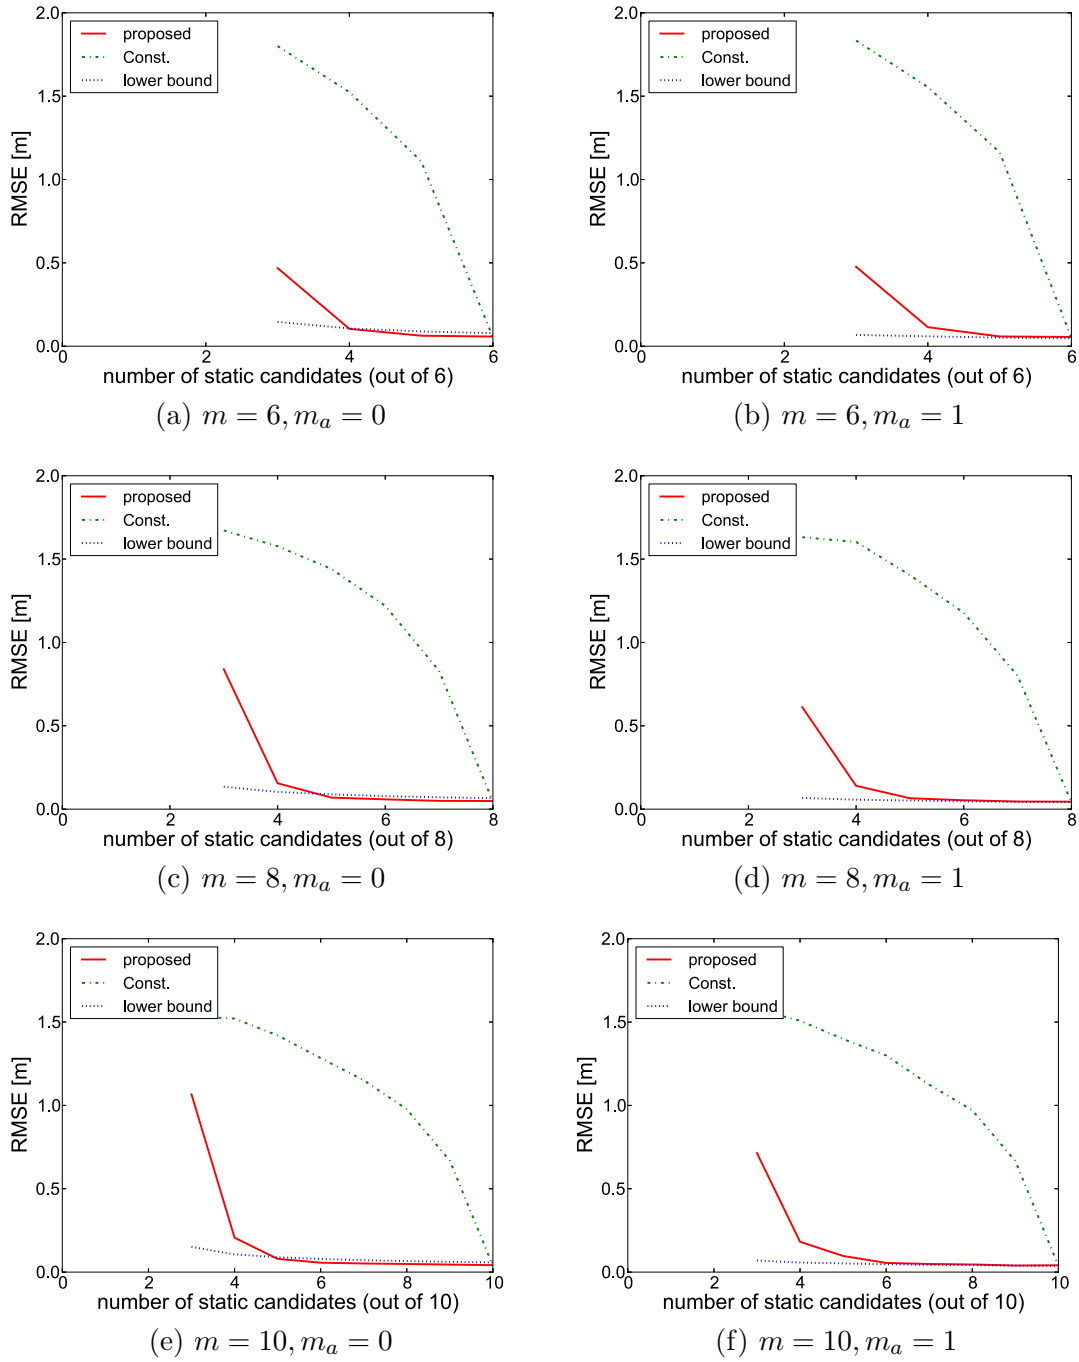 2.0
1.5
1.0
0.5
0.0
RMSE [m]
proposed
Const.
lower bound
0 2 4 6
number of static candidates (out of 6)
(a) m = 6, m_a = 0
2.0
1.5
1.0
0.5
0.0
RMSE [m]
proposed
Const.
lower bound
0 2 4 6
number of static candidates (out of 6)
(b) m = 6, m_a = 1
2.0
1.5
1.0
0.5
0.0
RMSE [m]
proposed
Const.
lower bound
0 2 4 6 8
number of static candidates (out of 8)
(c) m = 8, m_a = 0
2.0
1.5
1.0
0.5
0.0
RMSE [m]
proposed
Const.
lower bound
0 2 4 6 8
number of static candidates (out of 8)
(d) m = 8, m_a = 1
2.0
1.5
1.0
0.5
0.0
RMSE [m]
proposed
Const.
lower bound
0 2 4 6 8 10
number of static candidates (out of 10)
(e) m = 10, m_a = 0
2.0
1.5
1.0
0.5
0.0
RMSE [m]
proposed
Const.
lower bound
0 2 4 6 8 10
number of static candidates (out of 10)
(f) m = 10, m_a = 1